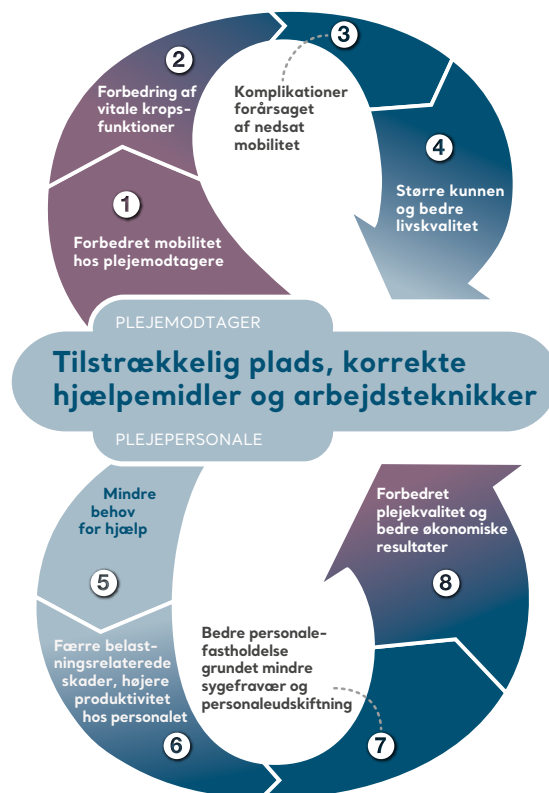 2
Forbedring af
vitale krops-
funktioner
3
Komplikationer
forårsaget
af nedsat
mobilitet
4
Større kunnen
og bedre
livskvalitet
1
Forbedret mobilitet
hos plejemodtagere
PLEJEMODTAGER
Tilstrækkelig plads, korrekte
hjælpemidler og arbejdsteknikker
PLEJEPERSONALE
Mindre
behov
for hjælp
5
Færre belast-
ningsrelaterede
skader, højere
produktivitet
hos personalet
6
Bedre personale-
fastholdelse
grundet mindre
sygefravær og
personaleudskiftning
7
Forbedret
plejekvalitet og
bedre økonomiske
resultater
8